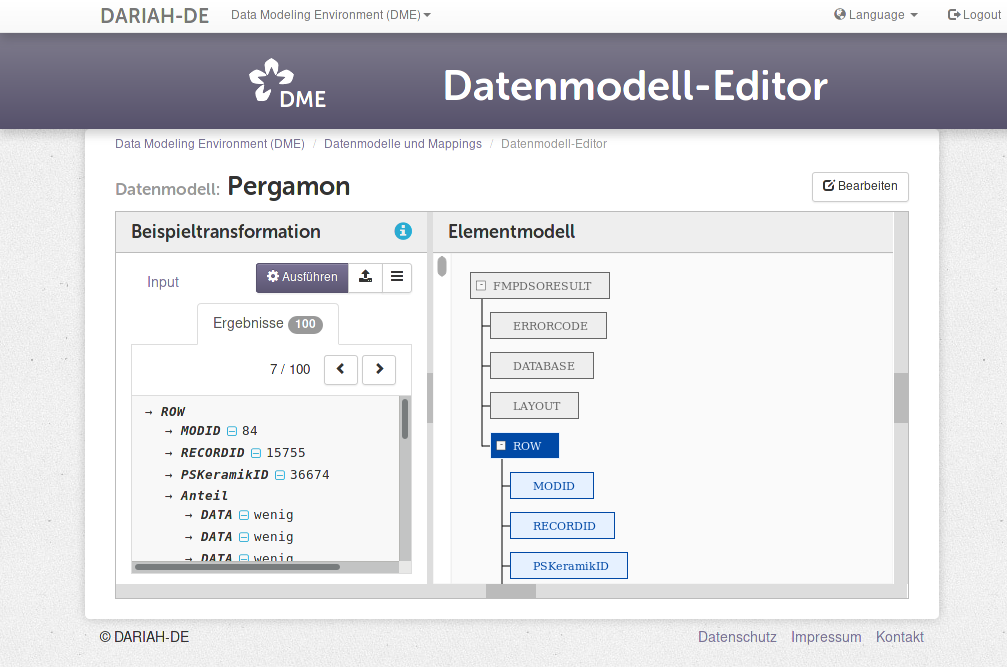 DARIAH-DE Data Modeling Environment (DME) Language Logout
DME Datenmodell-Editor
Data Modeling Environment (DME) / Datenmodelle und Mappings / Datenmodell-Editor
Datenmodell: Pergamon
Bearbeiten
Beispieltransformation
Input Ausführen
Ergebnisse 100
7 / 100
→ ROW
→ MODID 84
→ RECORDID 15755
→ PSKeramikID 36674
→ Anteil
→ DATA wenig
→ DATA wenig
→ DATA wenig
Elementmodell
FMPDSORESULT
ERRORCODE
DATABASE
LAYOUT
ROW
MODID
RECORDID
PSKeramikID
© DARIAH-DE Datenschutz Impressum Kontakt